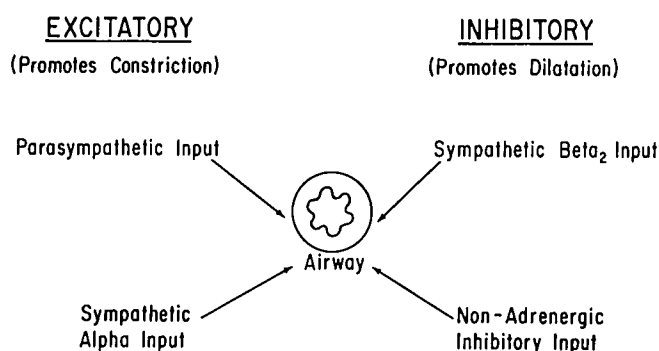 EXCITATORY
(Promotes Constriction)
INHIBITORY
(Promotes Dilatation)
Parasympathetic Input
Sympathetic Beta₂ Input
Airway
Sympathetic
Alpha Input
Non-Adrenergic
Inhibitory Input